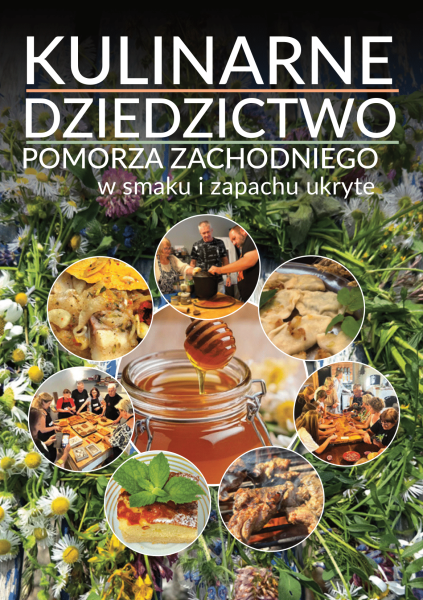 KULINARNE
DZIEDZICTWO
POMORZA ZACHODNIEGO
w smaku i zapachu ukryte